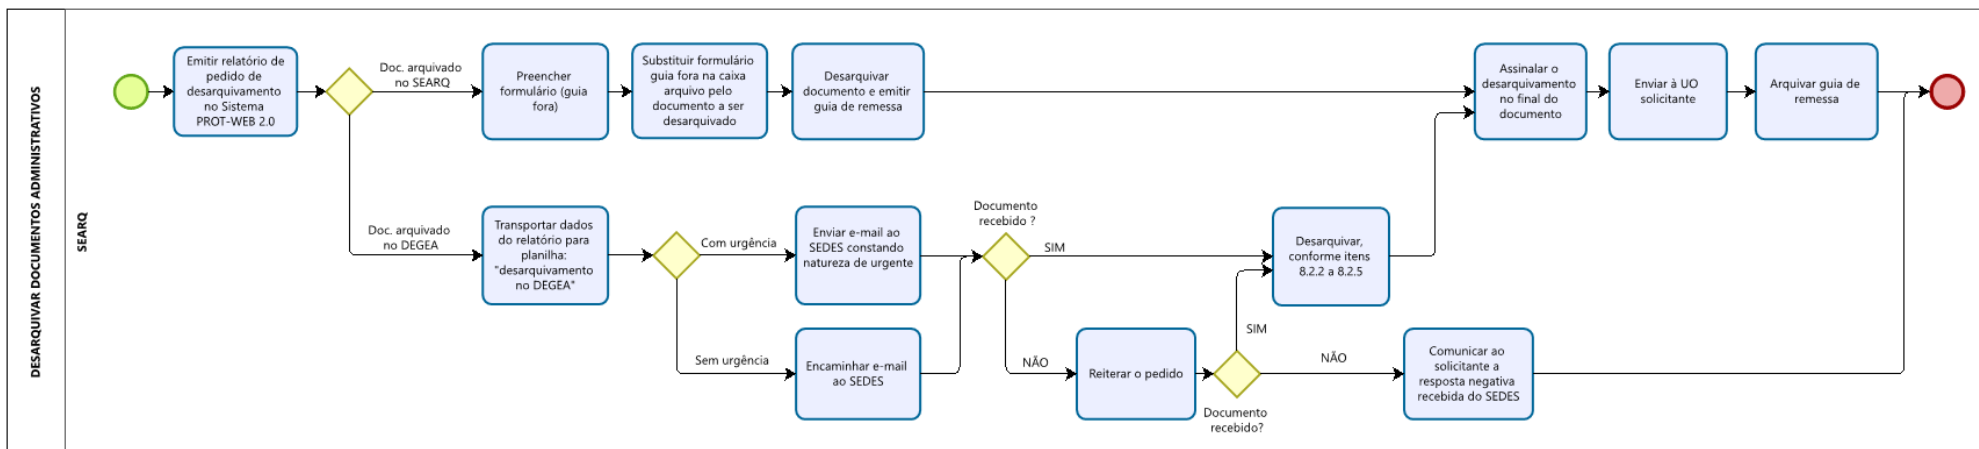 DESARQUIVAR DOCUMENTOS ADMINISTRATIVOS
SEARQ
Emitir relatório de
pedido de
desarquivamento
no Sistema
PROT-WEB 2.0
Doc. arquivado
no SEARQ
Preencher
formulário (guia
fora)
Substituir formulário
guia fora na caixa
arquivo pelo
documento a ser
desarquivado
Desarquivar
documento e emitir
guia de remessa
Assinalar o
desarquivamento
no final do
documento
Enviar à UO
solicitante
Arquivar guia de
remessa
Doc. arquivado
no DEGEA
Transportar dados
do relatório para
planilha:
"desarquivamento
no DEGEA"
Com urgência
Enviar e-mail ao
SEDES constando
natureza de urgente
Documento
recebido ?
SIM
Desarquivar,
conforme itens
8.2.2 a 8.2.5
Sem urgência
Encaminhar e-mail
ao SEDES
NÃO
Reiterar o pedido
SIM
Documento
recebido?
NÃO
Comunicar ao
solicitante a
resposta negativa
recebida do SEDES